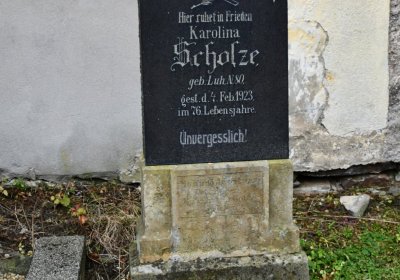 Hier ruhet in Frieden
Karolina
Scholze
geb. Luh N. 80.
gest. d. 4. Feb. 1923
im 76. Lebensjahre.
Unvergesslich!